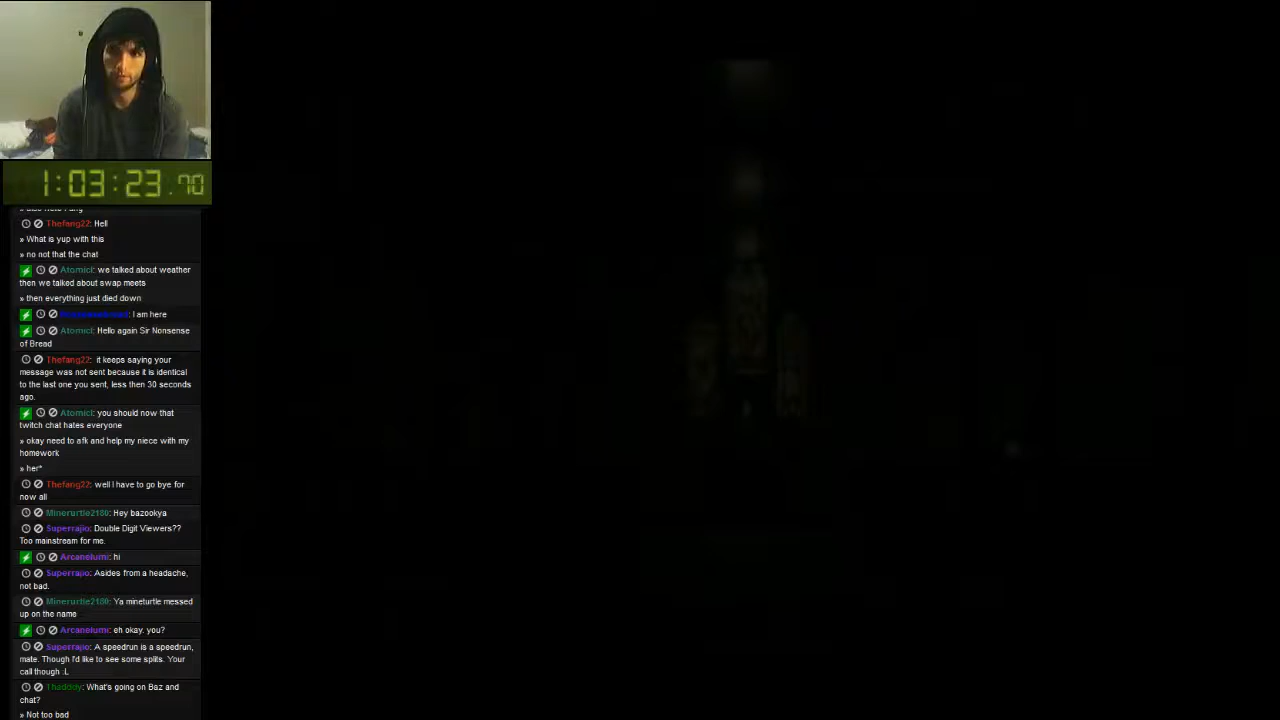 1:03:23.70
Thefang22: Hell
» What is yup with this
» no not that the chat
Atomicl: we talked about weather
then we talked about swap meets
» then everything just died down
: I am here
Atomicl: Hello again Sir Nonsense
of Bread
Thefang22: it keeps saying your
message was not sent because it is identical
to the last one you sent, less then 30 seconds
ago.
Atomicl: you should now that
twitch chat hates everyone
» okay need to afk and help my niece with my
homework
» her*
Thefang22: well I have to go bye for
now all
Minerurtle2180: Hey bazookya
Superrajio: Double Digit Viewers??
Too mainstream for me.
Arcanelumi: hi
Superrajio: Asides from a headache,
not bad.
Minerurtle2180: Ya mineturtle messed
up on the name
Arcanelumi: eh okay. you?
Superrajio: A speedrun is a speedrun,
mate. Though I'd like to see some splits. Your
call though :L
Thadddy: What's going on Baz and
chat?
» Not too bad